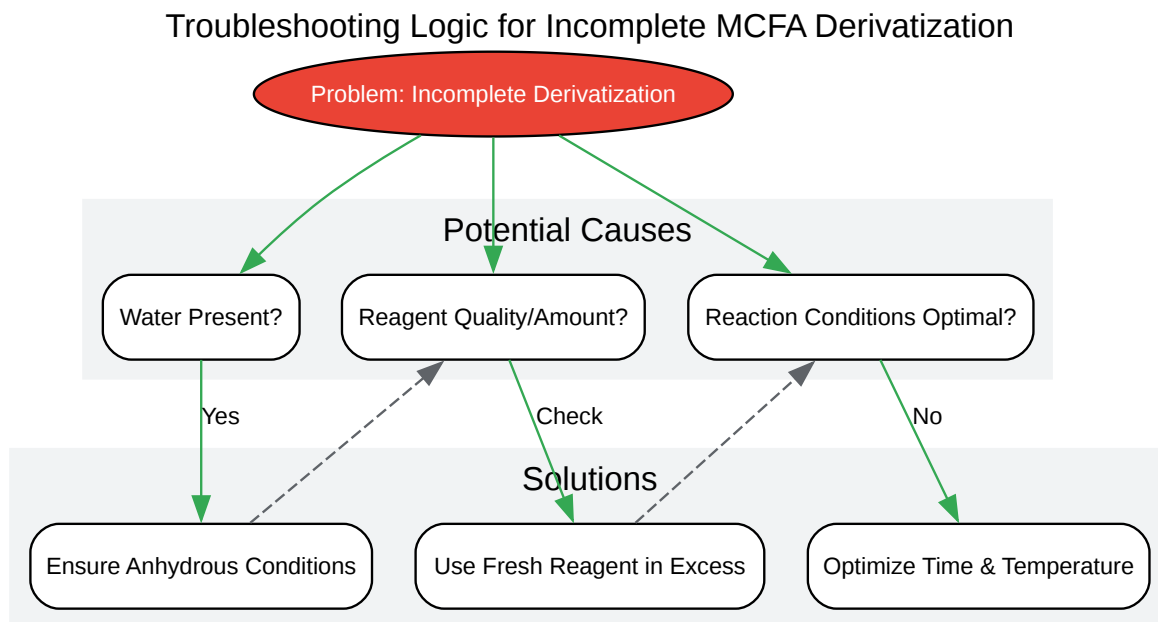 Troubleshooting Logic for Incomplete MCFA Derivatization
Problem: Incomplete Derivatization
Potential Causes
Water Present?
Reagent Quality/Amount?
Reaction Conditions Optimal?
Yes
Check
No
Solutions
Ensure Anhydrous Conditions
Use Fresh Reagent in Excess
Optimize Time & Temperature